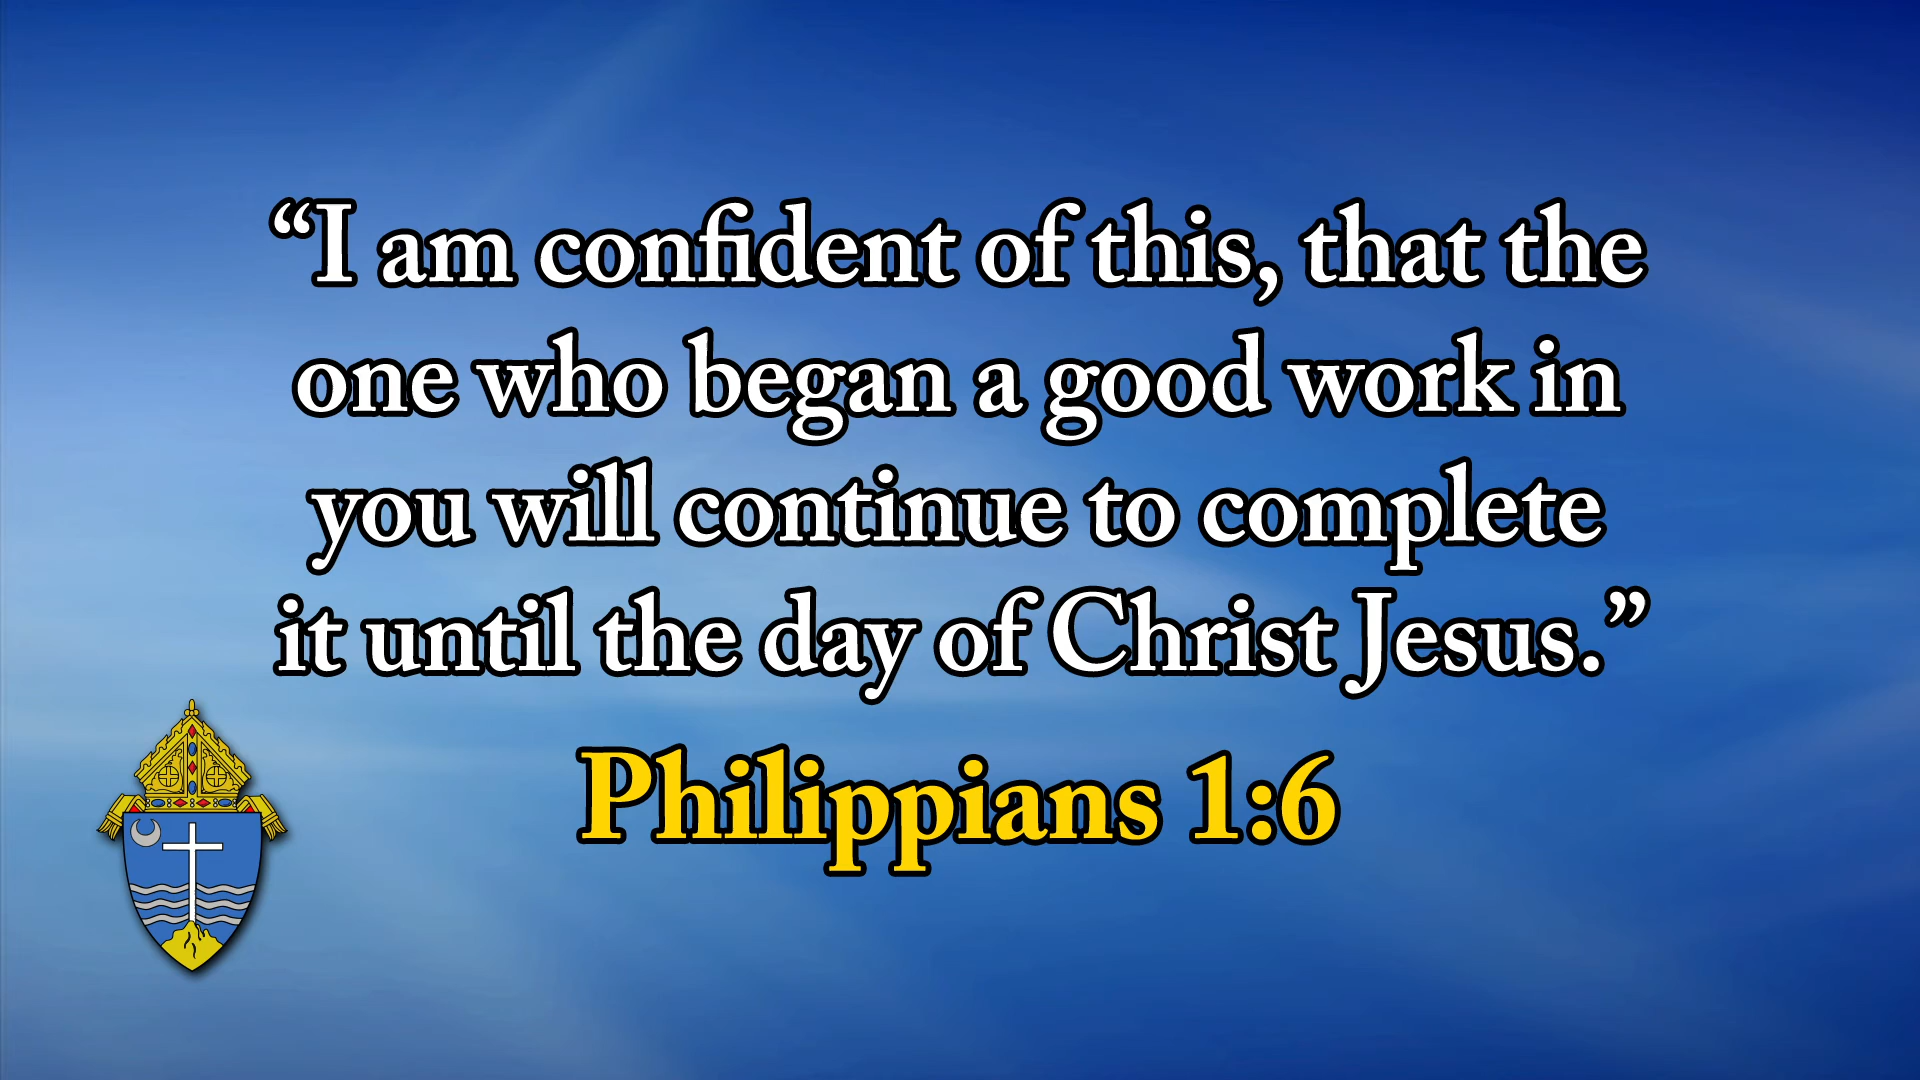 “I am confident of this, that the
one who began a good work in
you will continue to complete
it until the day of Christ Jesus.”
Philippians 1:6